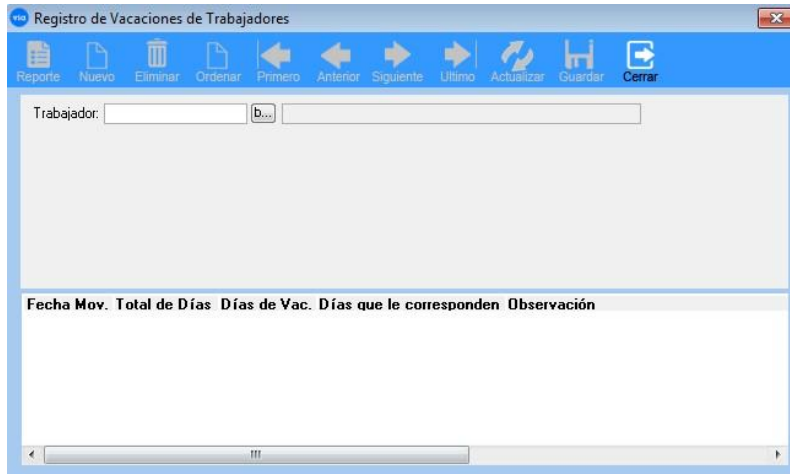 vio Registro de Vacaciones de Trabajadores
Reporte Nuevo Eliminar Ordenar Primero Anterior Siguiente Ultimo Actualizar Guardar Cerrar
Trabajador: b...
Fecha Mov. Total de Días Días de Vac. Días que le corresponden Observación